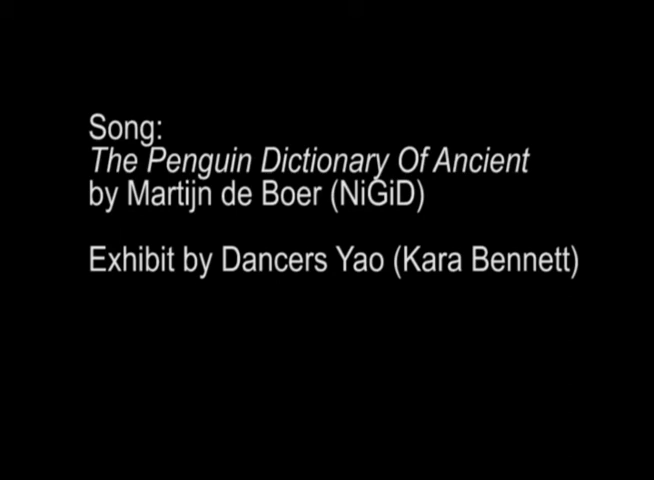 Song:
The Penguin Dictionary Of Ancient
by Martijn de Boer (NiGiD)
Exhibit by Dancers Yao (Kara Bennett)